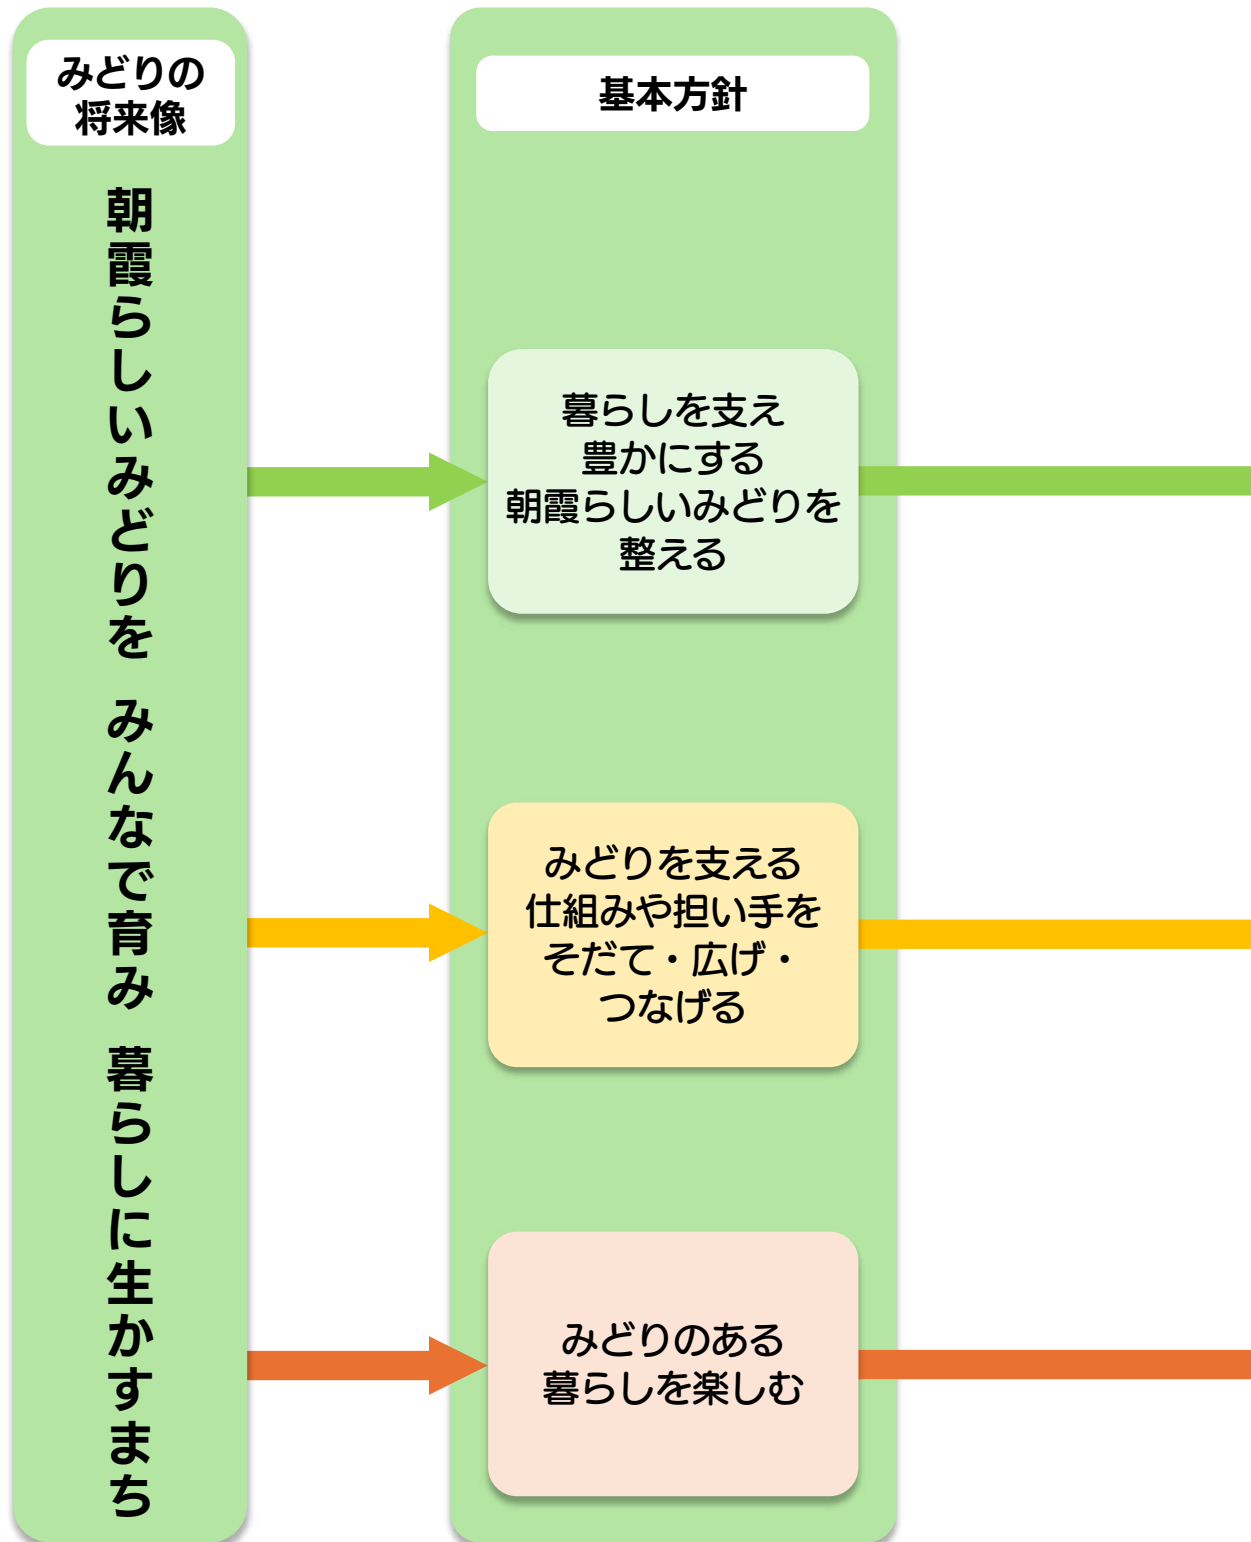 みどりの
将来像
朝霞らしいみどりを みんなで育み 暮らしに生かすまち
基本方針
暮らしを支え
豊かにする
朝霞らしいみどりを
整える
みどりを支える
仕組みや担い手を
そだて・広げ・
つなげる
みどりのある
暮らしを楽しむ